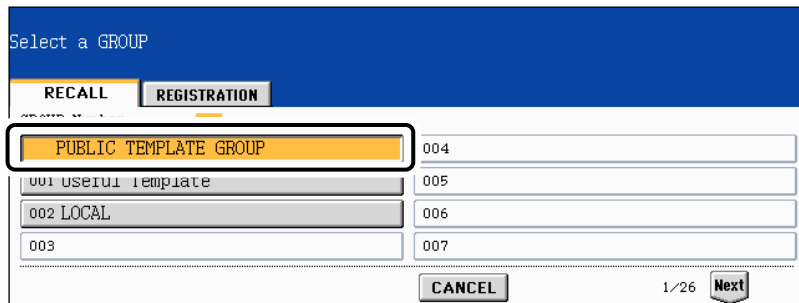 Select a GROUP
RECALL REGISTRATION
PUBLIC TEMPLATE GROUP
001 Useful Template
002 LOCAL
003
004
005
006
007
CANCEL 1/26 Next